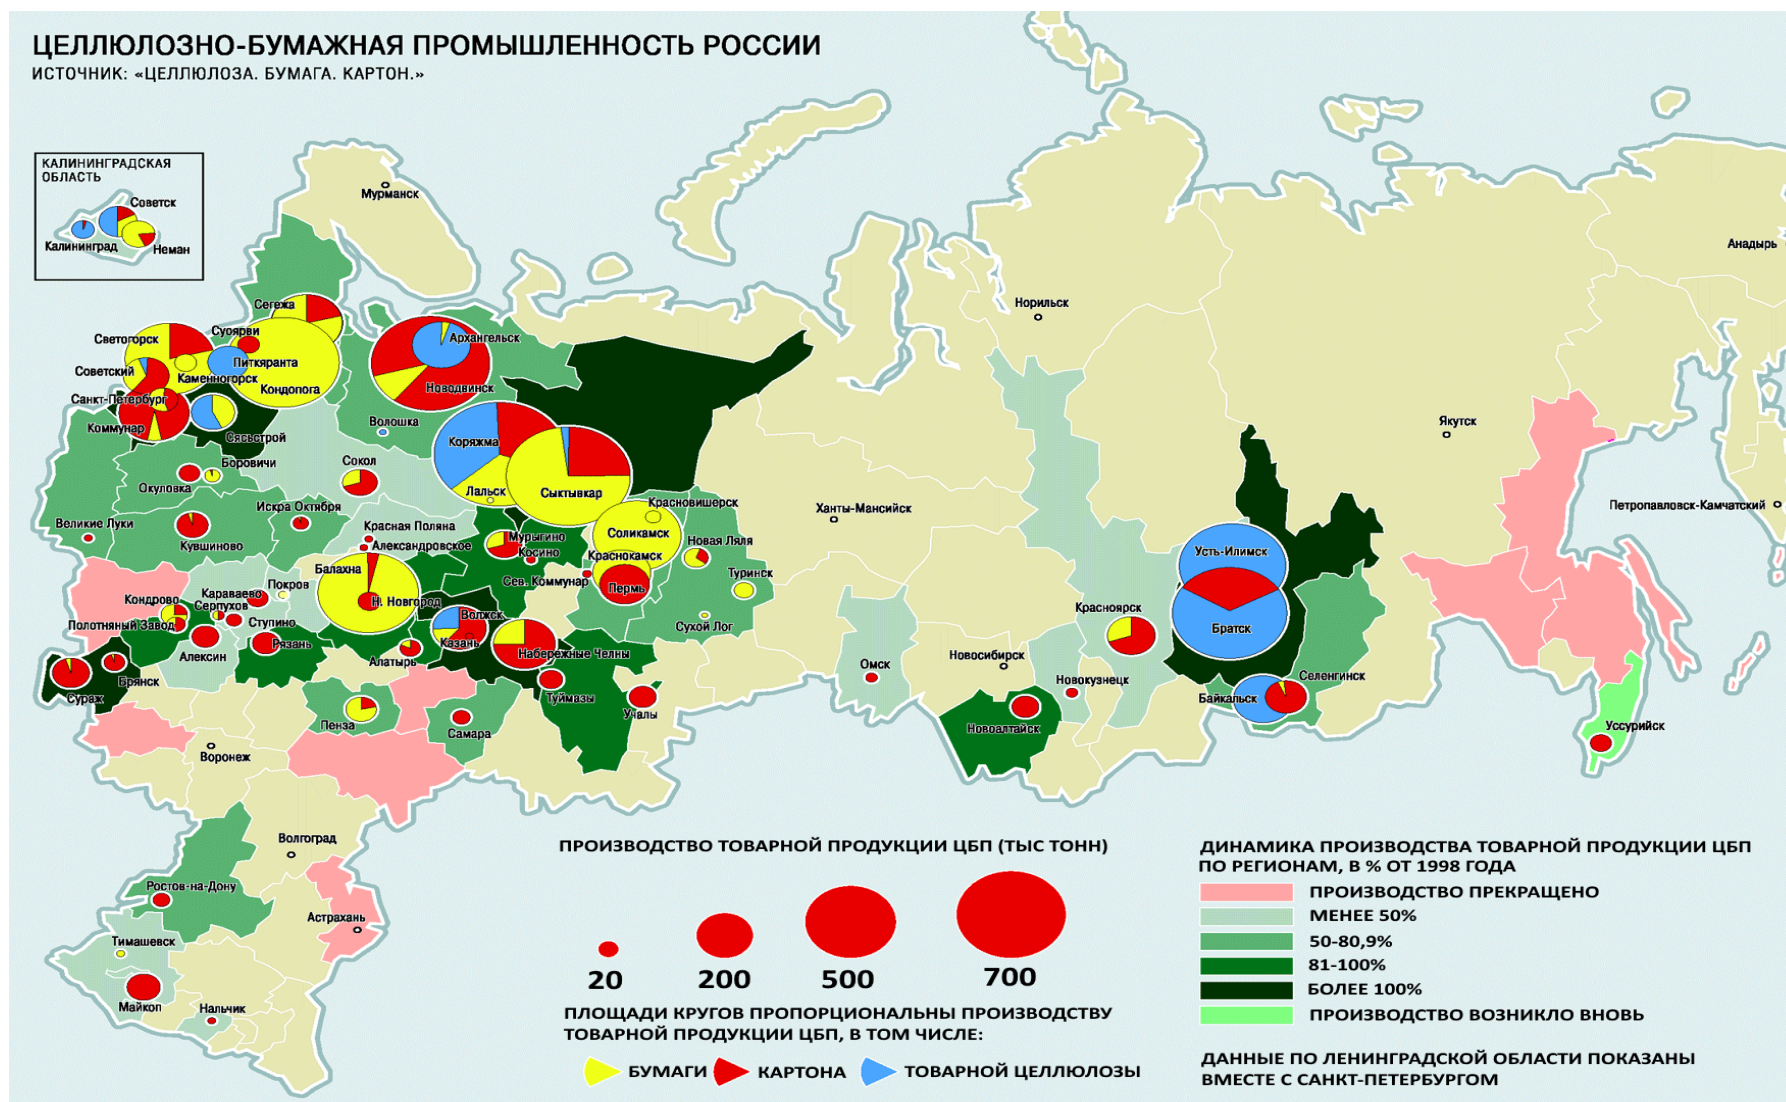 ЦЕЛЛЮЛОЗНО-БУМАЖНАЯ ПРОМЫШЛЕННОСТЬ РОССИИ
ИСТОЧНИК: «ЦЕЛЛЮЛОЗА. БУМАГА. КАРТОН.»
КАЛИНИНГРАДСКАЯ
ОБЛАСТЬ
Советск
Калининград
Неман
Мурманск
Анадырь
Норильск
Сегежа
Суоярви
Светогорск
Питкяранта
Советский
Каменногорск
Кондопога
Архангельск
Новодвинск
Санкт-Петербург
Коммунар
Сясьстрой
Волошка
Коряжма
Якутск
Боровичи
Окуловка
Сокол
Лальск
Сыктывкар
Красновишерск
Ханты-Мансийск
Петропавловск-Камчатский
Великие Луки
Искра Октября
Кувшиново
Красная Поляна
Александровское
Мурыгино
Косино
Соликамск
Новая Ляля
Краснокамск
Сев. Коммунар
Пермь
Туринск
Сухой Лог
Усть-Илимск
Братск
Красноярск
Балахна
Н. Новгород
Покров
Караваево
Серпухов
Кондрово
Полотняный Завод
Ступино
Алексин
Рязань
Волжск
Казань
Набережные Челны
Алатырь
Сураж
Брянск
Туймазы
Учалы
Пенза
Самара
Омск
Новосибирск
Новокузнецк
Новоалтайск
Байкальск
Селенгинск
Уссурийск
Воронеж
Волгоград
Ростов-на-Дону
Астрахань
Тимашевск
Майкоп
Нальчик
ПРОИЗВОДСТВО ТОВАРНОЙ ПРОДУКЦИИ ЦБП (ТЫС ТОНН)
20
200
500
700
ПЛОЩАДИ КРУГОВ ПРОПОРЦИОНАЛЬНЫ ПРОИЗВОДСТВУ
ТОВАРНОЙ ПРОДУКЦИИ ЦБП, В ТОМ ЧИСЛЕ:
БУМАГИ
КАРТОНА
ТОВАРНОЙ ЦЕЛЛЮЛОЗЫ
ДИНАМИКА ПРОИЗВОДСТВА ТОВАРНОЙ ПРОДУКЦИИ ЦБП
ПО РЕГИОНАМ, В % ОТ 1998 ГОДА
ПРОИЗВОДСТВО ПРЕКРАЩЕНО
МЕНЕЕ 50%
50-80,9%
81-100%
БОЛЕЕ 100%
ПРОИЗВОДСТВО ВОЗНИКЛО ВНОВЬ
ДАННЫЕ ПО ЛЕНИНГРАДСКОЙ ОБЛАСТИ ПОКАЗАНЫ
ВМЕСТЕ С САНКТ-ПЕТЕРБУРГОМ